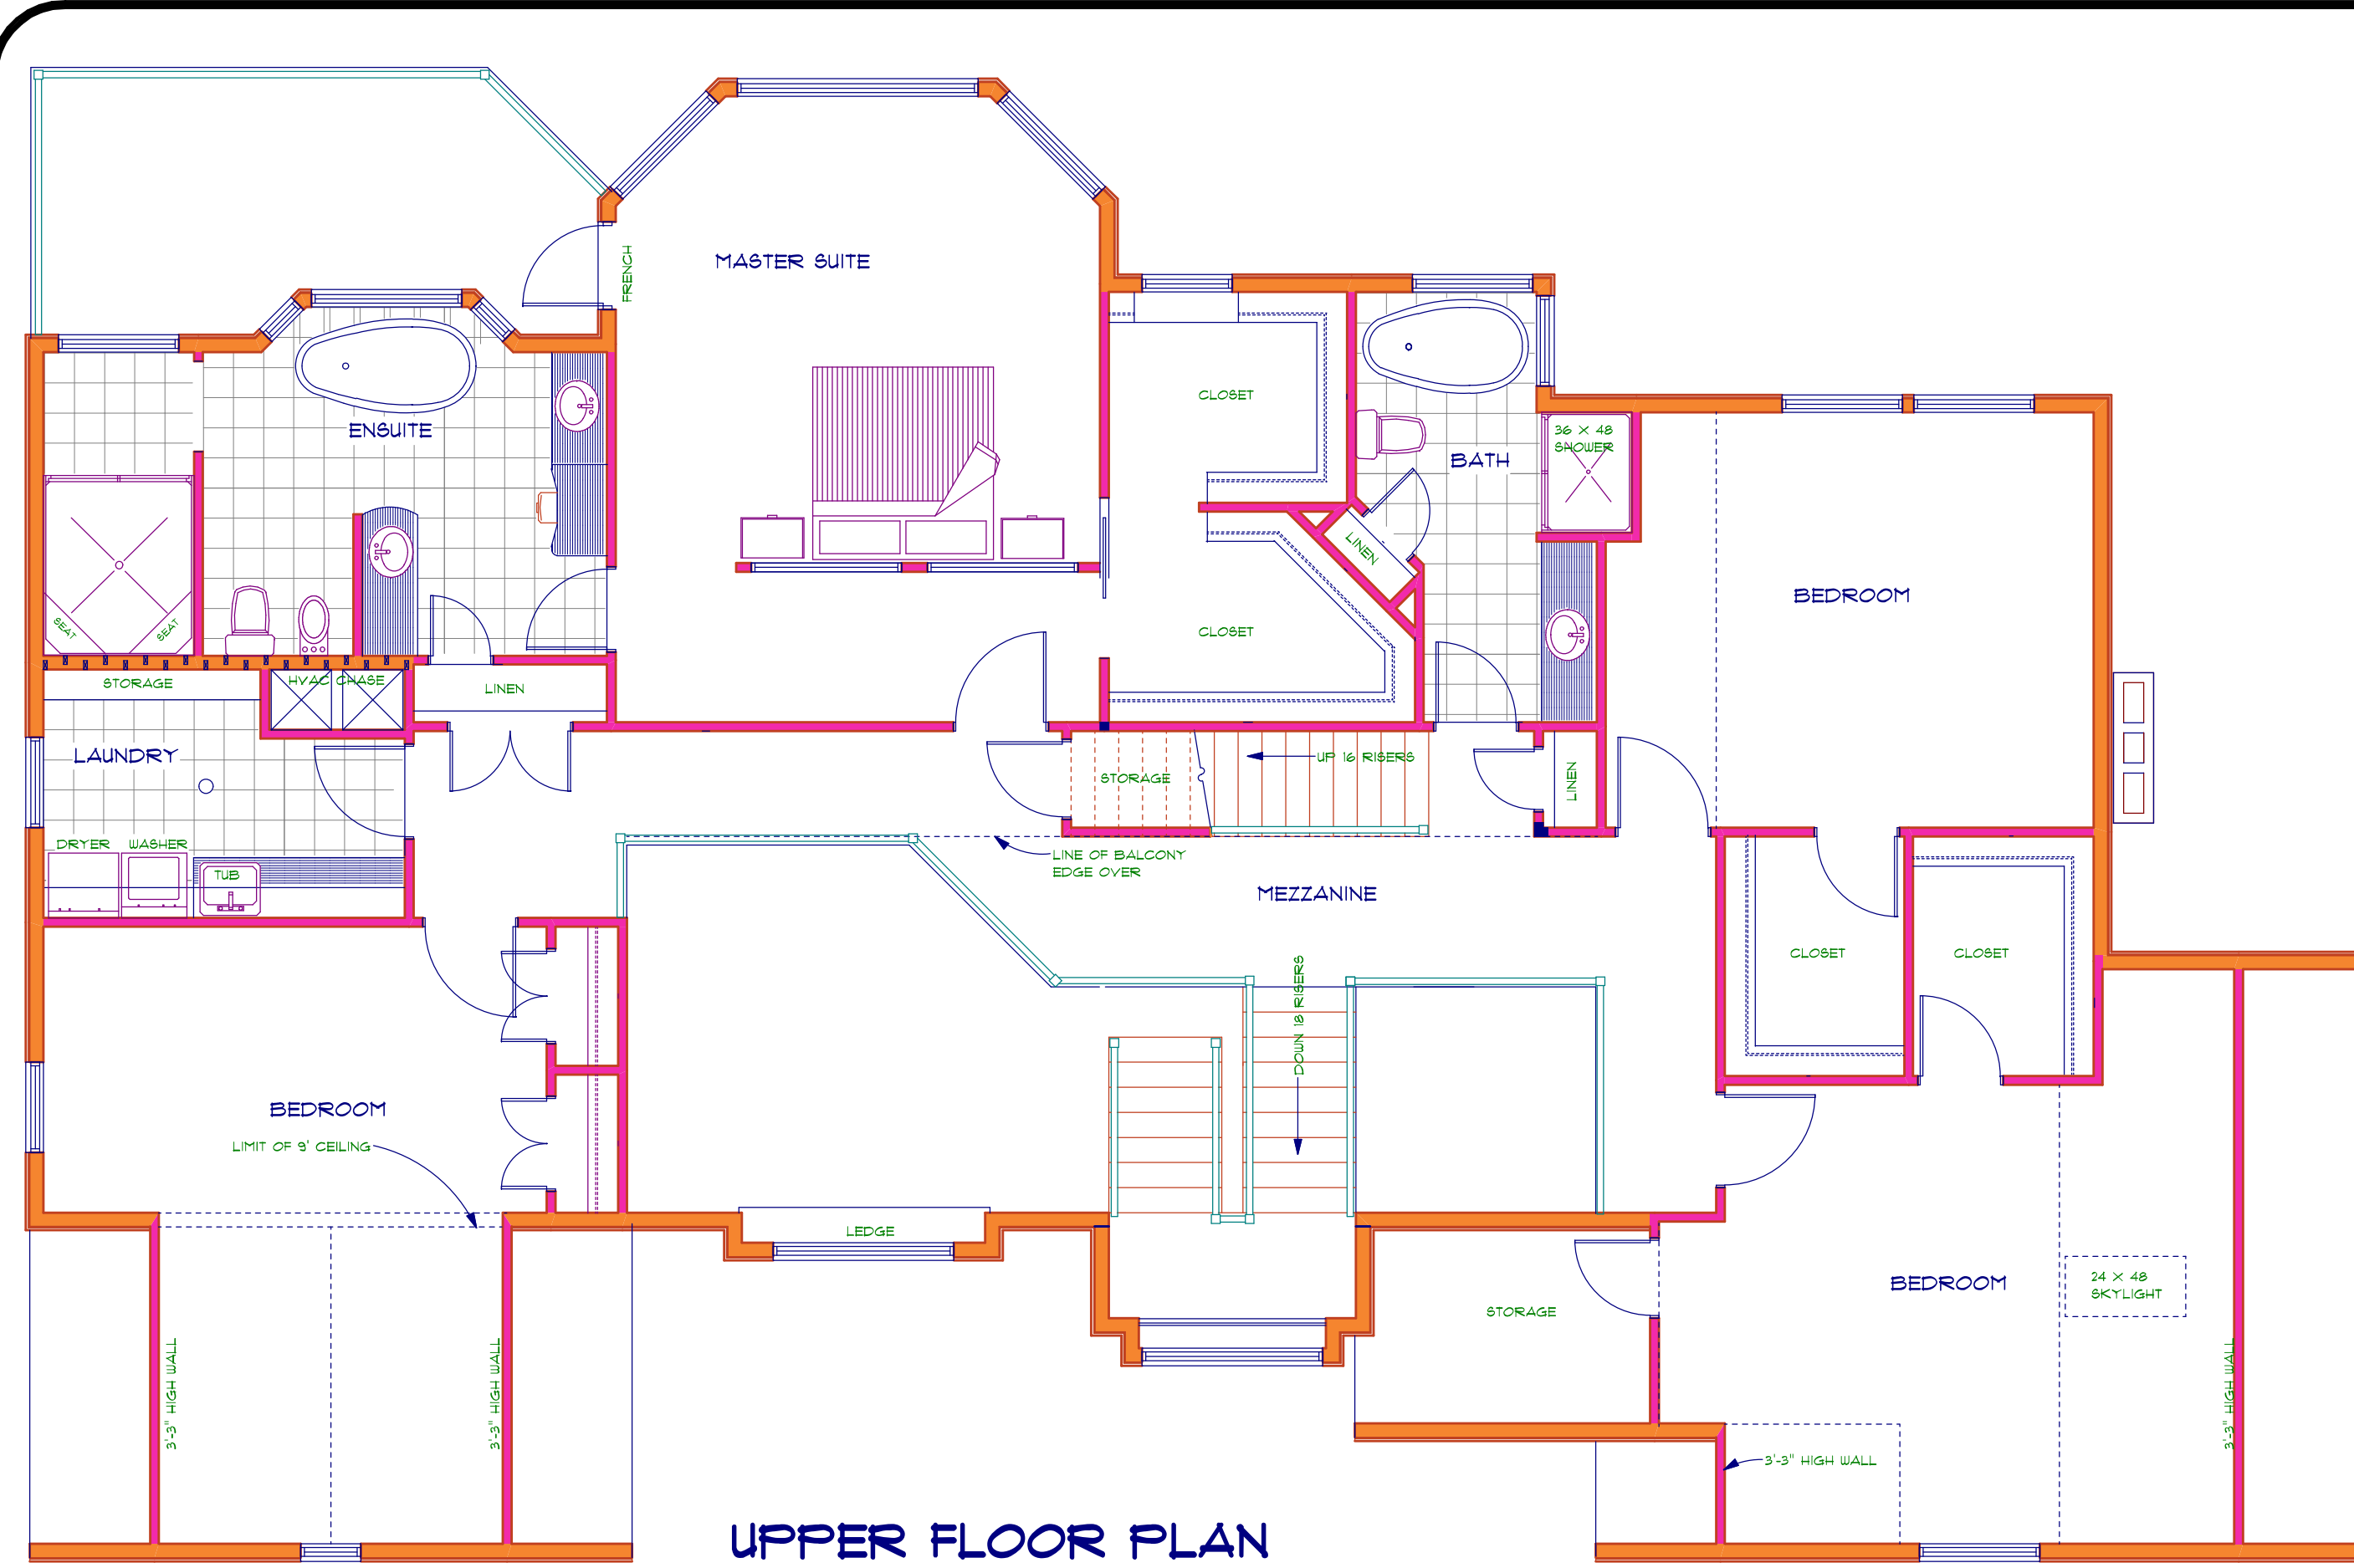 FRENCH
MASTER SUITE
CLOSET
ENSUITE
BATH
36 X 48
SHOWER
LINEN
BEDROOM
SEAT
SEAT
CLOSET
STORAGE
HVAC CHASE
LINEN
LAUNDRY
STORAGE
UP 16 RISERS
LINEN
DRYER
WASHER
TUB
LINE OF BALCONY
EDGE OVER
MEZZANINE
CLOSET
CLOSET
DOWN 18 RISERS
BEDROOM
LIMIT OF 9' CEILING
LEDGE
STORAGE
BEDROOM
24 X 48
SKYLIGHT
3'-3" HIGH WALL
3'-3" HIGH WALL
3'-3" HIGH WALL
3'-3" HIGH WALL
UPPER FLOOR PLAN